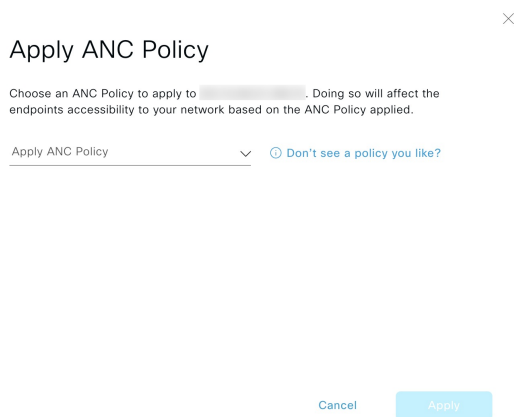 Apply ANC Policy
Choose an ANC Policy to apply to . Doing so will affect the
endpoints accessibility to your network based on the ANC Policy applied.
Apply ANC Policy
Don't see a policy you like?
Cancel
Apply